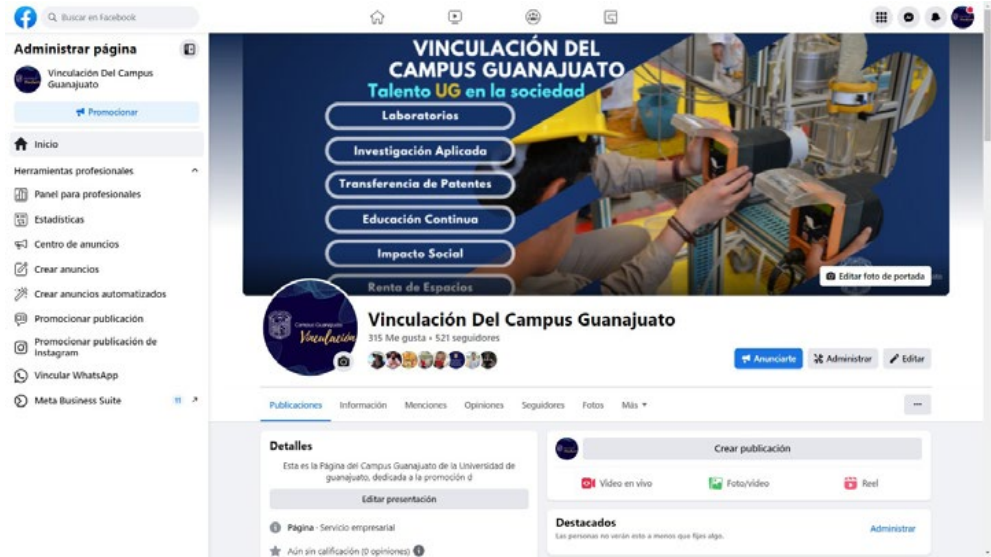 Buscar en Facebook
Administrar página
Vinculación Del Campus
Guanajuato
Promocionar
Inicio
Herramientas profesionales
Panel para profesionales
Estadísticas
Centro de anuncios
Crear anuncios
Crear anuncios automatizados
Promocionar publicación
Promocionar publicación de
Instagram
Vincular WhatsApp
Meta Business Suite
11
VINCULACIÓN DEL
CAMPUS GUANAJUATO
Talento UG en la sociedad
Laboratorios
Investigación Aplicada
Transferencia de Patentes
Educación Continua
Impacto Social
Renta de Espacios
Editar foto de portada
Campus Guanajuato
Vinculación
Vinculación Del Campus Guanajuato
315 Me gusta • 521 seguidores
Anunciarte
Administrar
Editar
Publicaciones
Información
Menciones
Opiniones
Seguidores
Fotos
Más
Detalles
Esta es la Página del Campus Guanajuato de la Universidad de
guanajuato, dedicada a la promoción d
Editar presentación
Página · Servicio empresarial
Aún sin calificación (0 opiniones)
Crear publicación
Video en vivo
Foto/video
Reel
Destacados
Las personas no verán esto a menos que fijes algo.
Administrar